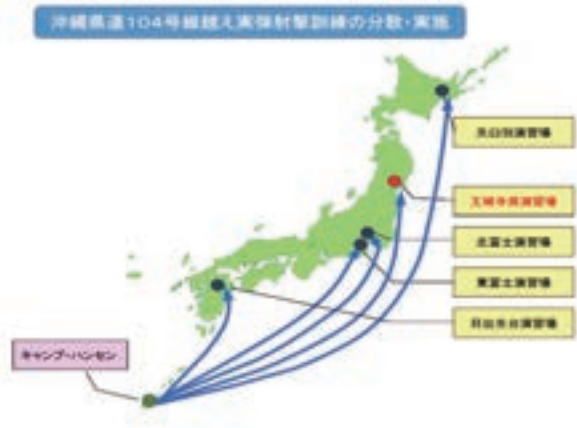 沖縄県道104号線越え実弾射撃訓練の分散・実施
矢臼別演習場
王城寺原演習場
北富士演習場
東富士演習場
日出生台演習場
キャンプ・ハンセン